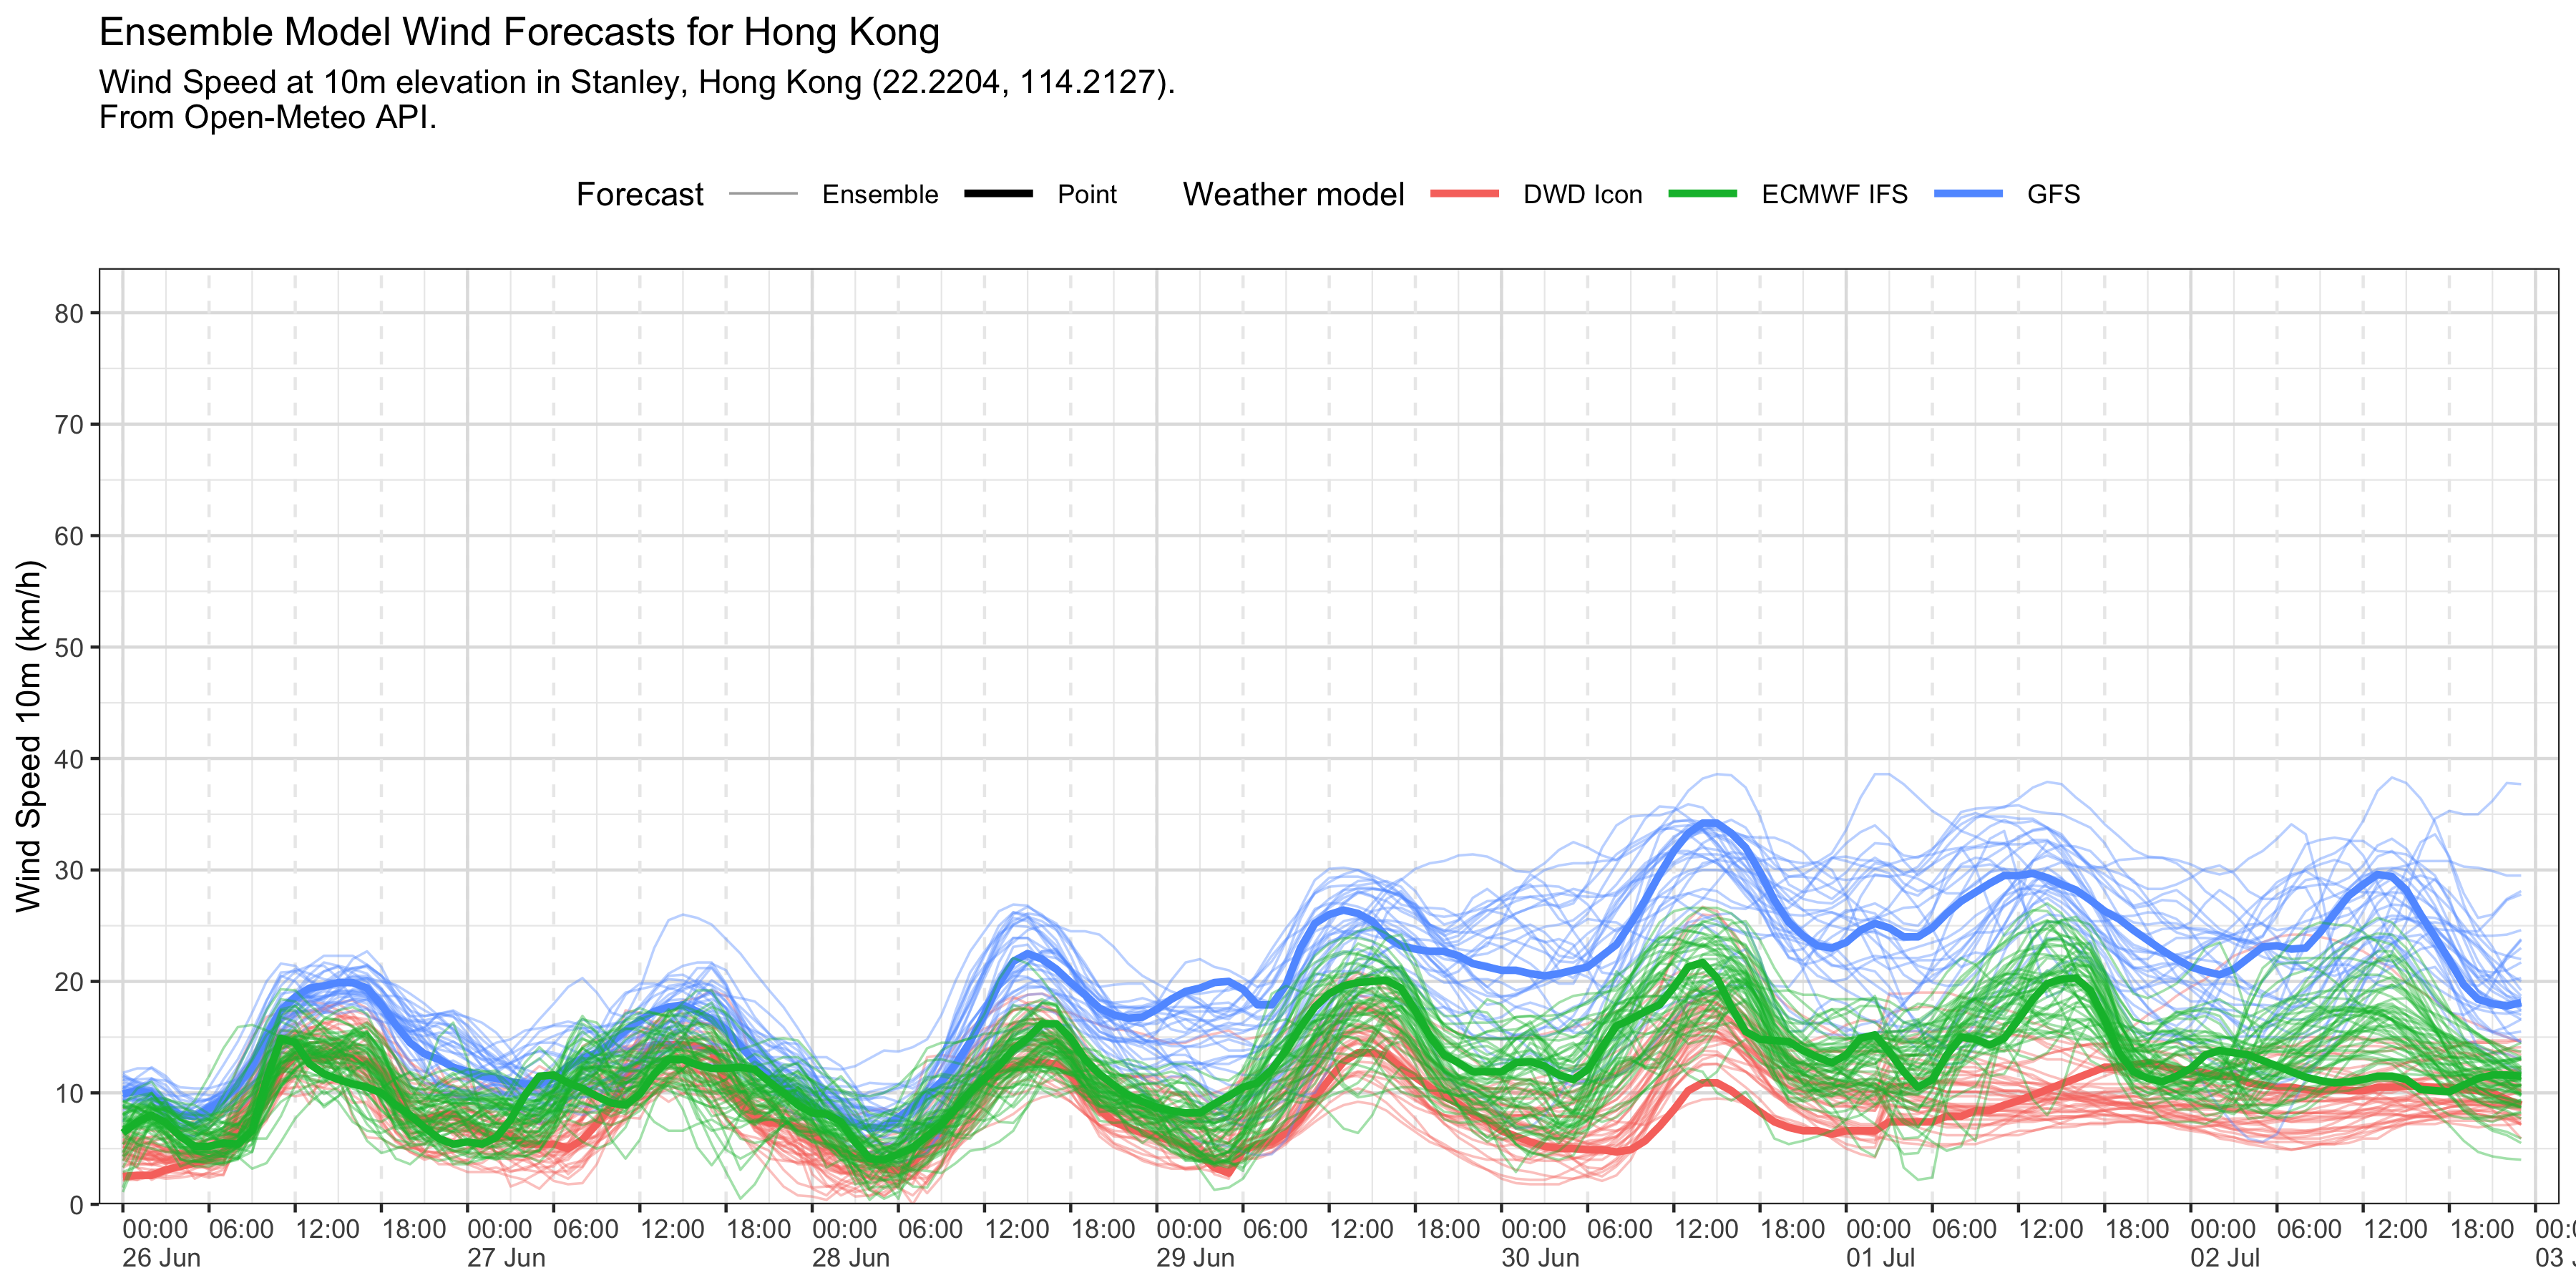 Ensemble Model Wind Forecasts for Hong Kong
Wind Speed at 10m elevation in Stanley, Hong Kong (22.2204, 114.2127).
From Open-Meteo API.
Forecast Ensemble Point Weather model DWD Icon ECMWF IFS GFS
Wind Speed 10m (km/h)
80
70
60
50
40
30
20
10
0
00:00 06:00 12:00 18:00 00:00 06:00 12:00 18:00 00:00 06:00 12:00 18:00 00:00 06:00 12:00 18:00 00:00 06:00 12:00 18:00 00:00 06:00 12:00 18:00 00:00 06:00 12:00 18:00
26 Jun 27 Jun 28 Jun 29 Jun 30 Jun 01 Jul 02 Jul 03